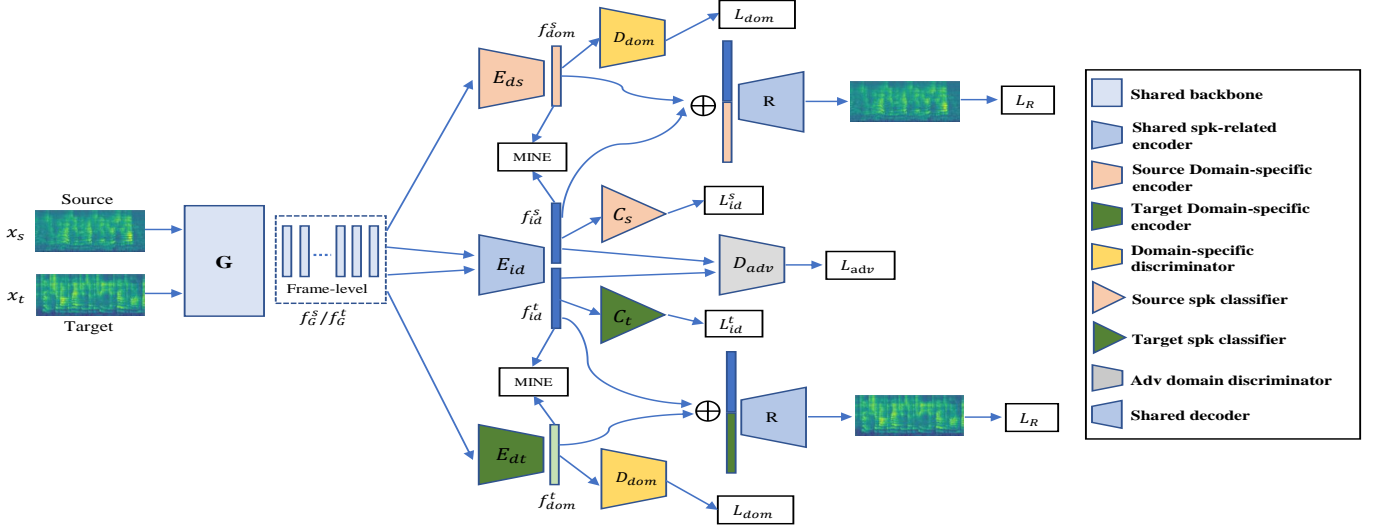 Source
x_s
x_t
Target
G
Frame-level
f_G^s/f_G^t
E_ds
f_dom^s
D_dom
L_dom
MINE
R
L_R
f_id^s
E_id
f_id^t
C_s
L_id^s
D_adv
L_adv
C_t
L_id^t
MINE
E_dt
f_dom^t
D_dom
L_dom
R
L_R
Shared backbone
Shared spk-related
encoder
Source Domain-specific
encoder
Target Domain-specific
encoder
Domain-specific
discriminator
Source spk classifier
Target spk classifier
Adv domain discriminator
Shared decoder